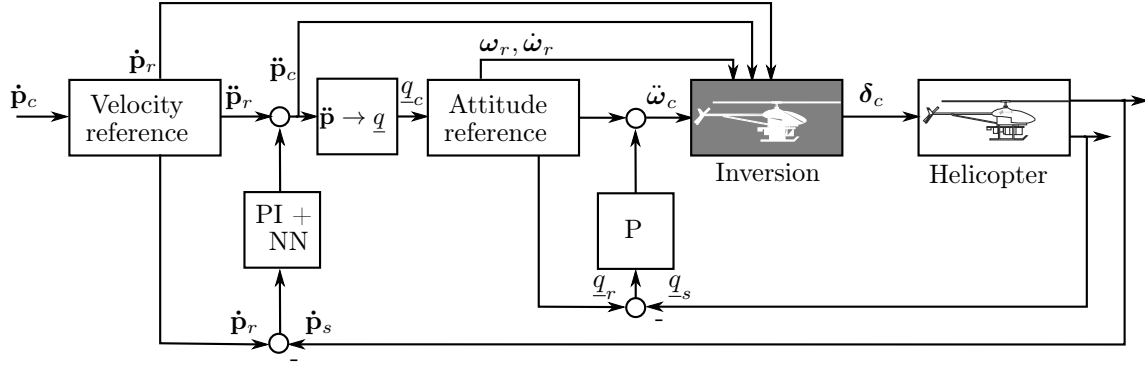 ṗ_r
p̈_c
ω_r, ω̇_r
ṗ_c
Velocity
reference
p̈_r
p̈ → q
q_c
Attitude
reference
ω̈_c
δ_c
Inversion
Helicopter
PI +
NN
P
q_r
q_s
-
ṗ_r
ṗ_s
-